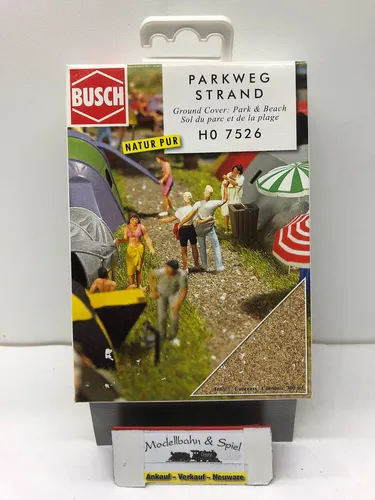 BUSCH
PARKWEG
STRAND
Ground Cover: Park & Beach
Sol du parc et de la plage
H0 7526
NATUR PUR
Modellbahn & Spiel
Ankauf – Verkauf – Neuware